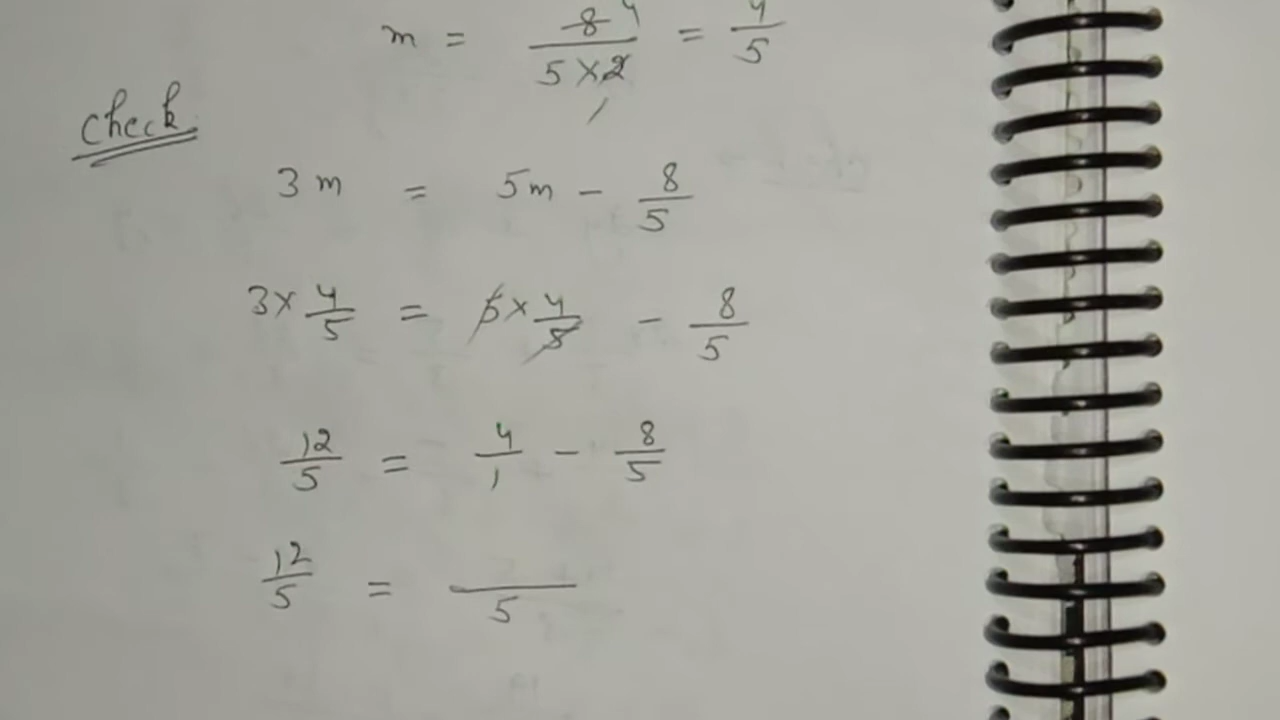 m = 8 4 / 5 × 2 1 = 4/5
Check
3m = 5m - 8/5
3 × 4/5 = 5 × 4/5 - 8/5
12/5 = 4/1 - 8/5
12/5 = /5